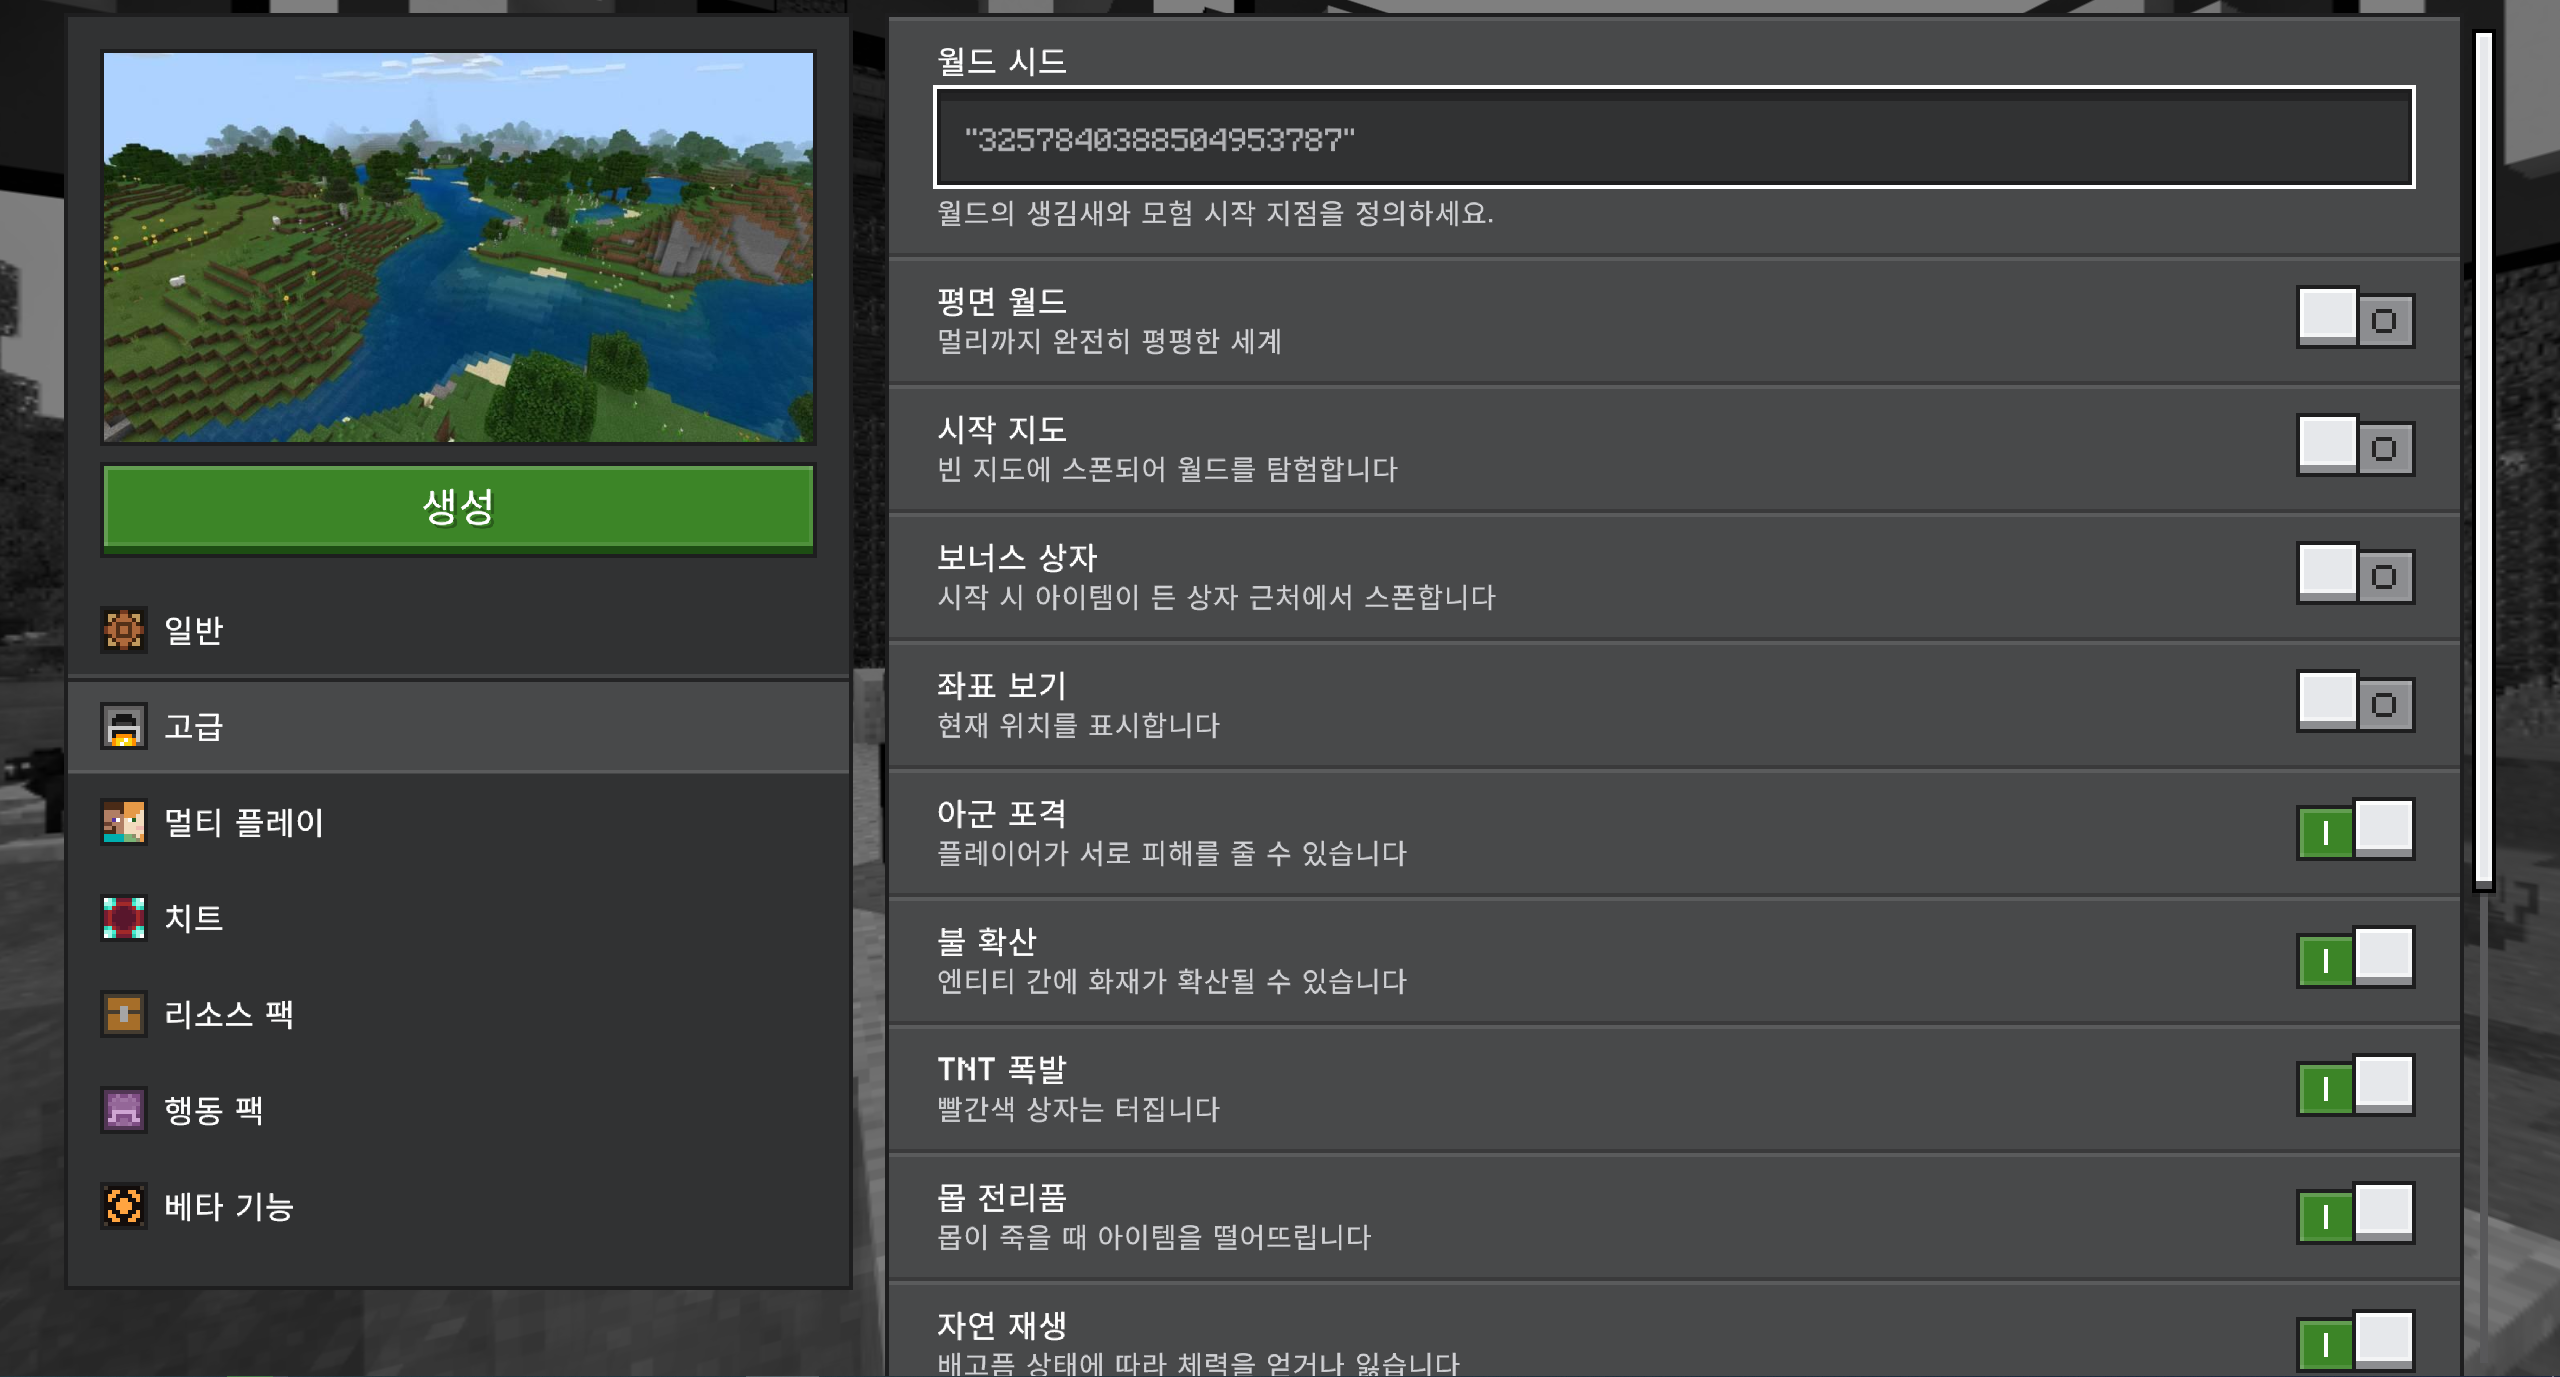 생성
일반
고급
멀티 플레이
치트
리소스 팩
행동 팩
베타 기능
월드 시드
"3257840388504953787"
월드의 생김새와 모험 시작 지점을 정의하세요.
평면 월드
멀리까지 완전히 평평한 세계
시작 지도
빈 지도에 스폰되어 월드를 탐험합니다
보너스 상자
시작 시 아이템이 든 상자 근처에서 스폰합니다
좌표 보기
현재 위치를 표시합니다
아군 포격
플레이어가 서로 피해를 줄 수 있습니다
불 확산
엔티티 간에 화재가 확산될 수 있습니다
TNT 폭발
빨간색 상자는 터집니다
몹 전리품
몹이 죽을 때 아이템을 떨어뜨립니다
자연 재생
배고픔 상태에 따라 체력을 얻거나 잃습니다